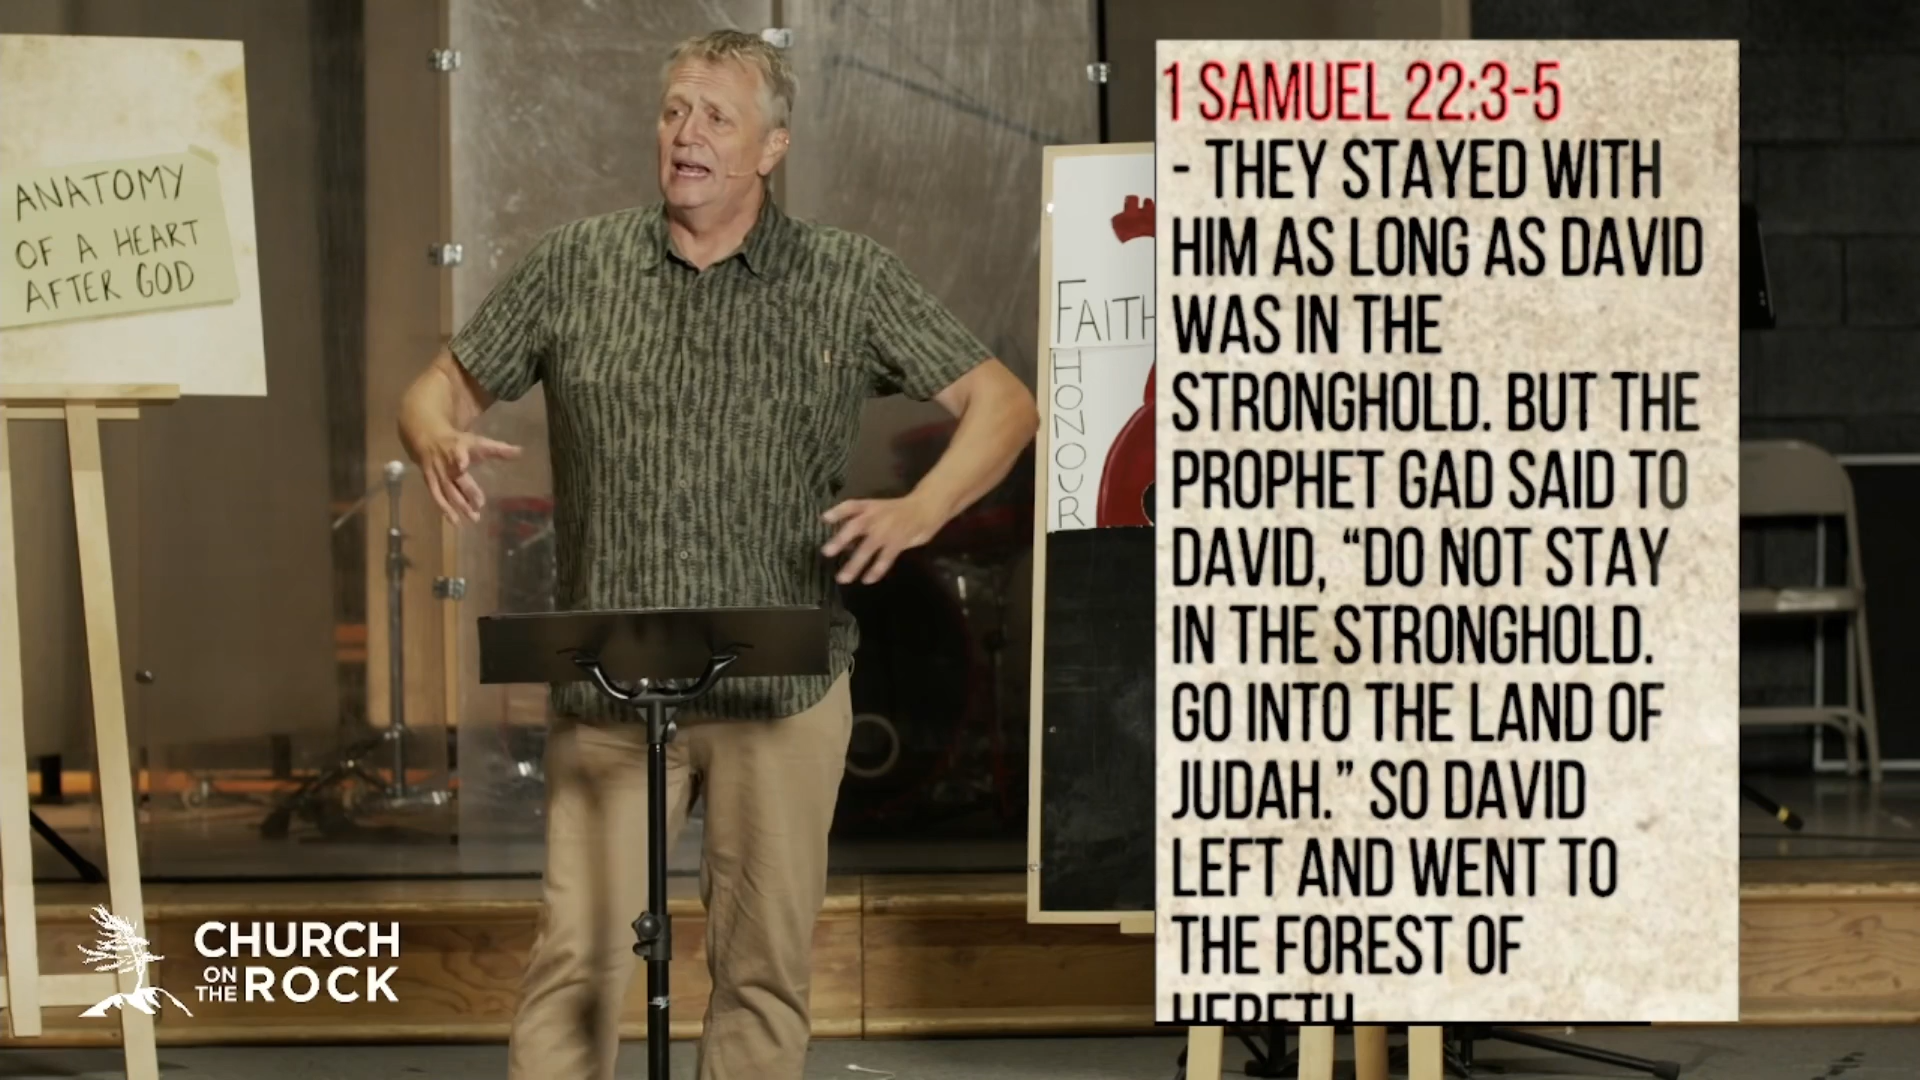 ANATOMY
OF A HEART
AFTER GOD
FAITH
HONOUR
1 SAMUEL 22:3-5
- THEY STAYED WITH
HIM AS LONG AS DAVID
WAS IN THE
STRONGHOLD. BUT THE
PROPHET GAD SAID TO
DAVID, “DO NOT STAY
IN THE STRONGHOLD.
GO INTO THE LAND OF
JUDAH.” SO DAVID
LEFT AND WENT TO
THE FOREST OF
HERETH
CHURCH
ON
THE ROCK